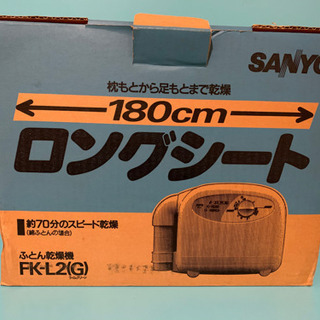 SANYO
枕もとから足もとまで乾燥
180cm
ロングシート
約70分のスピード乾燥
(綿ふとんの場合)
ふとん乾燥機
FK-L2(G)